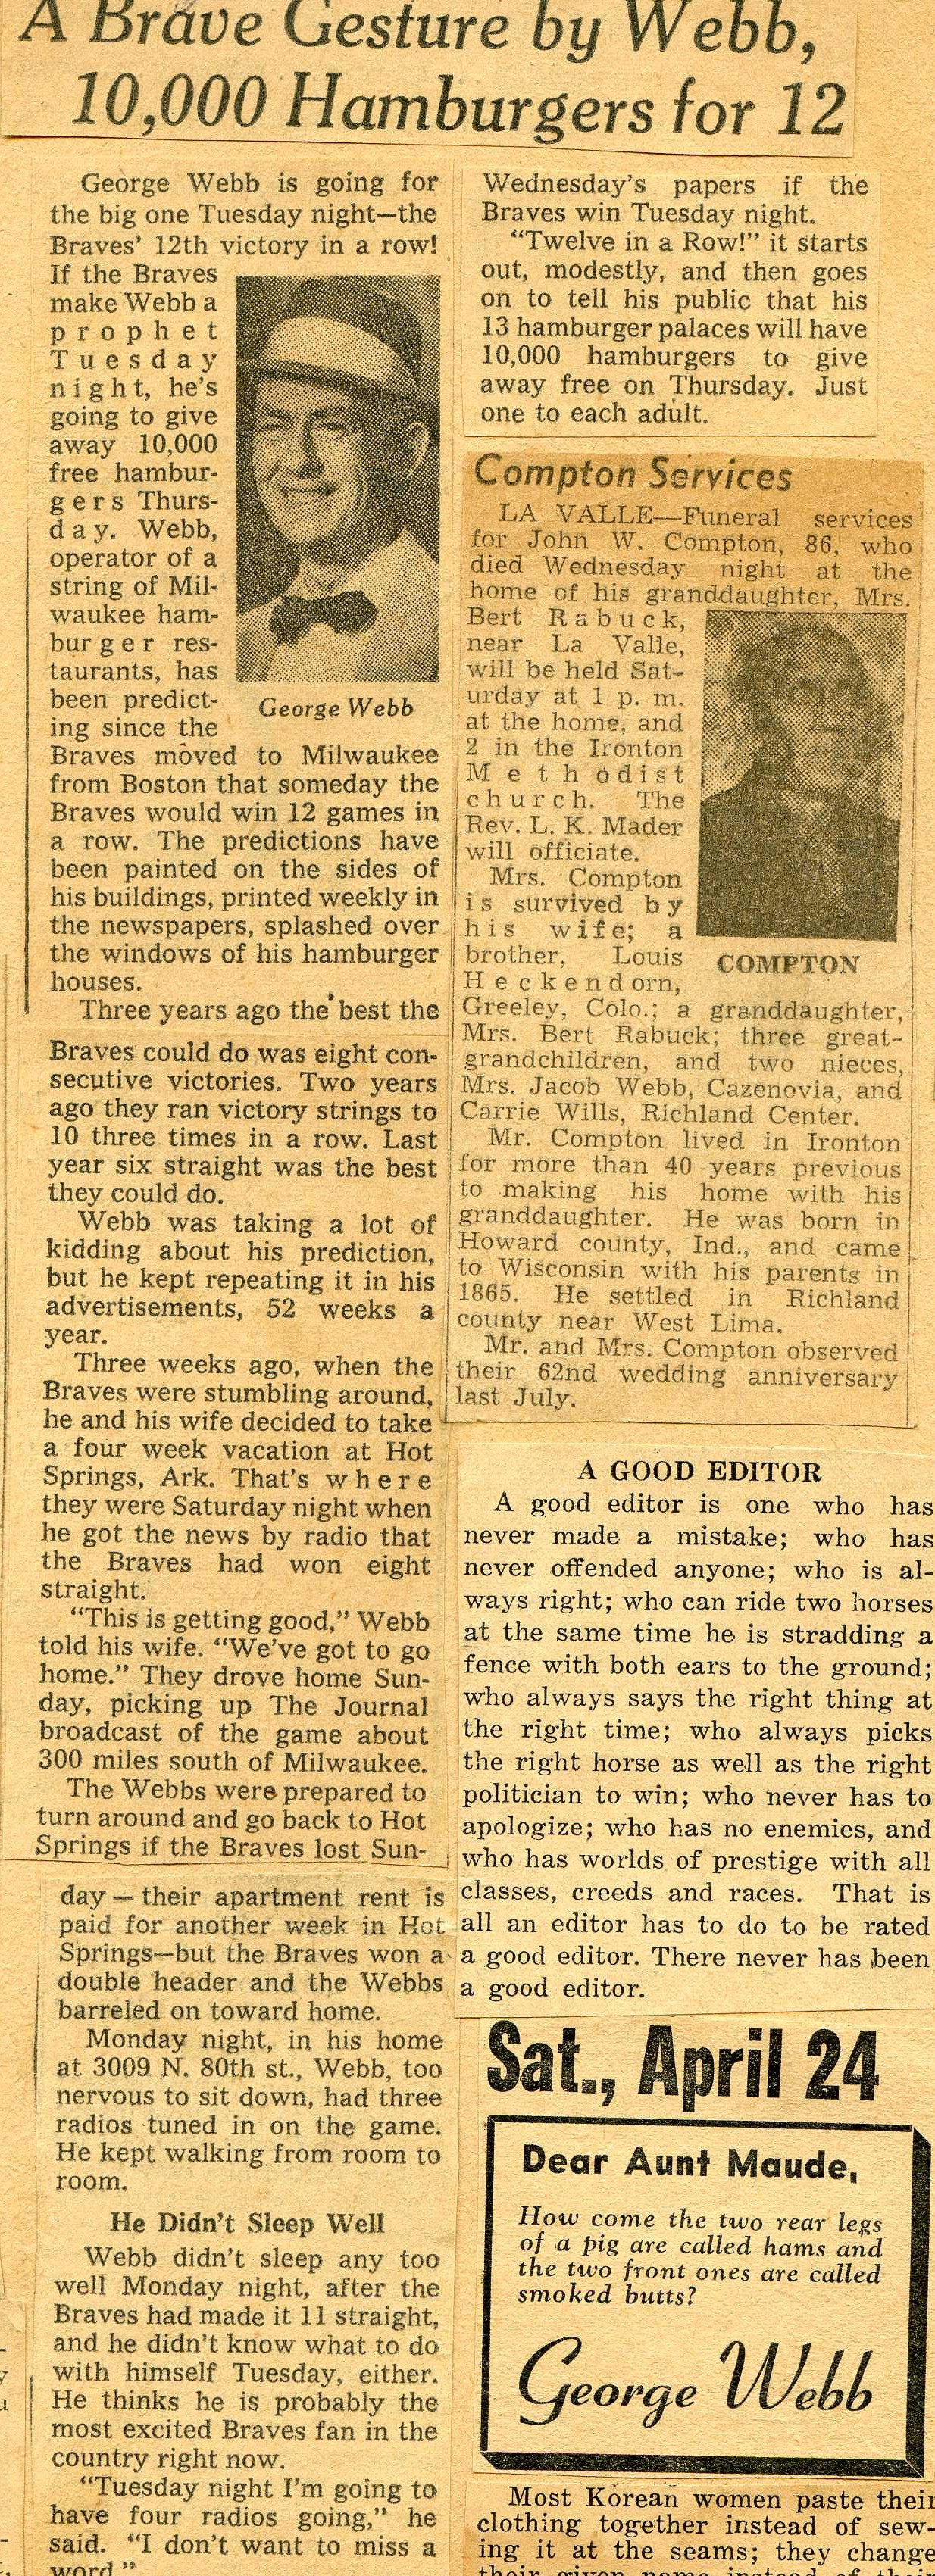 A Brave Gesture by Webb,
10,000 Hamburgers for 12
George Webb is going for
the big one Tuesday night—the
Braves' 12th victory in a row!
If the Braves
make Webb a
prophet
Tuesday
night, he's
going to give
away 10,000
free hambur-
gers Thurs-
day. Webb,
operator of a
string of Mil-
waukee ham-
burger res-
taurants, has
been predict-
ing since the
George Webb
Braves moved to Milwaukee
from Boston that someday the
Braves would win 12 games in
a row. The predictions have
been painted on the sides of
his buildings, printed weekly in
the newspapers, splashed over
the windows of his hamburger
houses.
Three years ago the best the
Braves could do was eight con-
secutive victories. Two years
ago they ran victory strings to
10 three times in a row. Last
year six straight was the best
they could do.
Webb was taking a lot of
kidding about his prediction,
but he kept repeating it in his
advertisements, 52 weeks a
year.
Three weeks ago, when the
Braves were stumbling around,
he and his wife decided to take
a four week vacation at Hot
Springs, Ark. That's where
they were Saturday night when
he got the news by radio that
the Braves had won eight
straight.
"This is getting good," Webb
told his wife. "We've got to go
home." They drove home Sun-
day, picking up The Journal
broadcast of the game about
300 miles south of Milwaukee.
The Webbs were prepared to
turn around and go back to Hot
Springs if the Braves lost Sun-
day — their apartment rent is
paid for another week in Hot
Springs—but the Braves won a
double header and the Webbs
barreled on toward home.
Monday night, in his home
at 3009 N. 80th st., Webb, too
nervous to sit down, had three
radios tuned in on the game.
He kept walking from room to
room.
He Didn't Sleep Well
Webb didn't sleep any too
well Monday night, after the
Braves had made it 11 straight,
and he didn't know what to do
with himself Tuesday, either.
He thinks he is probably the
most excited Braves fan in the
country right now.
"Tuesday night I'm going to
have four radios going," he
said. "I don't want to miss a
word."
Wednesday's papers if the
Braves win Tuesday night.
"Twelve in a Row!" it starts
out, modestly, and then goes
on to tell his public that his
13 hamburger palaces will have
10,000 hamburgers to give
away free on Thursday. Just
one to each adult.
Compton Services
LA VALLE—Funeral services
for John W. Compton, 86, who
died Wednesday night at the
home of his granddaughter, Mrs.
Bert Rabuck,
near La Valle,
will be held Sat-
urday at 1 p. m.
at the home, and
2 in the Ironton
Methodist
church. The
Rev. L. K. Mader
will officiate.
Mrs. Compton
is survived by
his wife; a
brother, Louis
Heckendorn,
COMPTON
Greeley, Colo.; a granddaughter,
Mrs. Bert Rabuck; three great-
grandchildren, and two nieces,
Mrs. Jacob Webb, Cazenovia, and
Carrie Wills, Richland Center.
Mr. Compton lived in Ironton
for more than 40 years previous
to making his home with his
granddaughter. He was born in
Howard county, Ind., and came
to Wisconsin with his parents in
1865. He settled in Richland
county near West Lima.
Mr. and Mrs. Compton observed
their 62nd wedding anniversary
last July.
A GOOD EDITOR
A good editor is one who has
never made a mistake; who has
never offended anyone; who is al-
ways right; who can ride two horses
at the same time he is stradding a
fence with both ears to the ground;
who always says the right thing at
the right time; who always picks
the right horse as well as the right
politician to win; who never has to
apologize; who has no enemies, and
who has worlds of prestige with all
classes, creeds and races. That is
all an editor has to do to be rated
a good editor. There never has been
a good editor.
Sat., April 24
Dear Aunt Maude,
How come the two rear legs
of a pig are called hams and
the two front ones are called
smoked butts?
George Webb
Most Korean women paste their
clothing together instead of sew-
ing it at the seams; they change
their given name instead of their